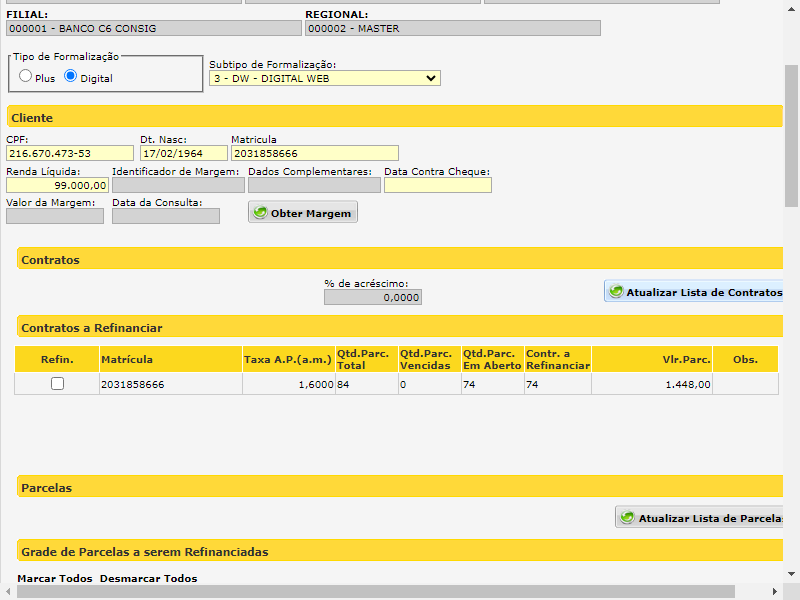 FILIAL: REGIONAL:
000001 - BANCO C6 CONSIG 000002 - MASTER
Tipo de Formalização Subtipo de Formalização:
Plus Digital 3 - DW - DIGITAL WEB
Cliente
CPF: Dt. Nasc: Matricula
216.670.473-53 17/02/1964 2031858666
Renda Líquida: Identificador de Margem: Dados Complementares: Data Contra Cheque:
99.000,00
Valor da Margem: Data da Consulta:
Obter Margem
Contratos
% de acréscimo:
0,0000 Atualizar Lista de Contratos
Contratos a Refinanciar
Refin. Matrícula Taxa A.P.(a.m.) Qtd.Parc. Total Qtd.Parc. Vencidas Qtd.Parc. Em Aberto Contr. a Refinanciar Vlr.Parc. Obs.
2031858666 1,6000 84 0 74 74 1.448,00
Parcelas
Atualizar Lista de Parcela
Grade de Parcelas a serem Refinanciadas
Marcar Todos Desmarcar Todos